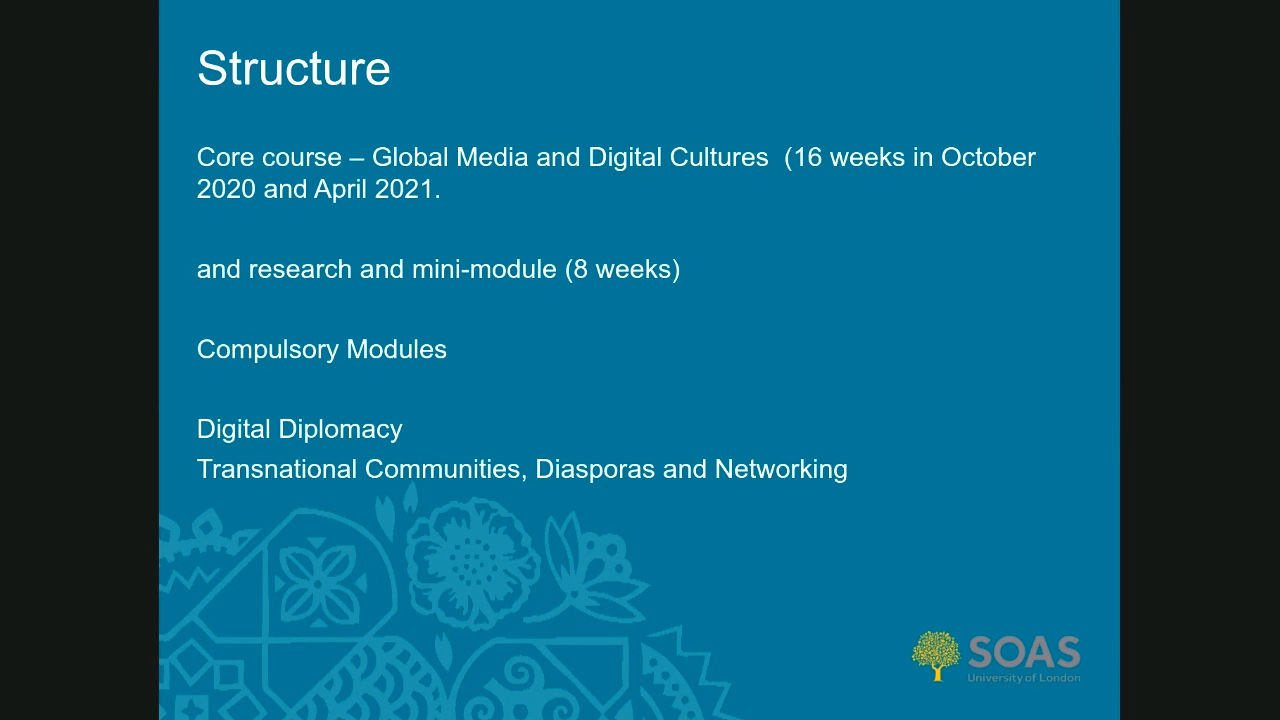 Structure
Core course – Global Media and Digital Cultures  (16 weeks in October
2020 and April 2021.
and research and mini-module (8 weeks)
Compulsory Modules
Digital Diplomacy
Transnational Communities, Diasporas and Networking
SOAS
University of London